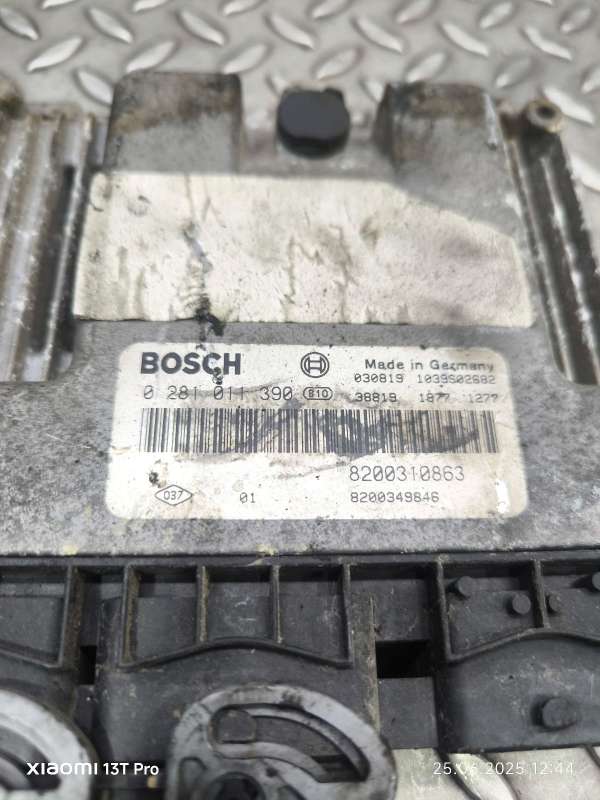 BOSCH
Made in Germany
030819 1039S02682
0 281 011 390 B10 38819 1877 1277
8200310863
037 01 8200349846
XIAOMI 13T Pro
25.06.2025 12:44